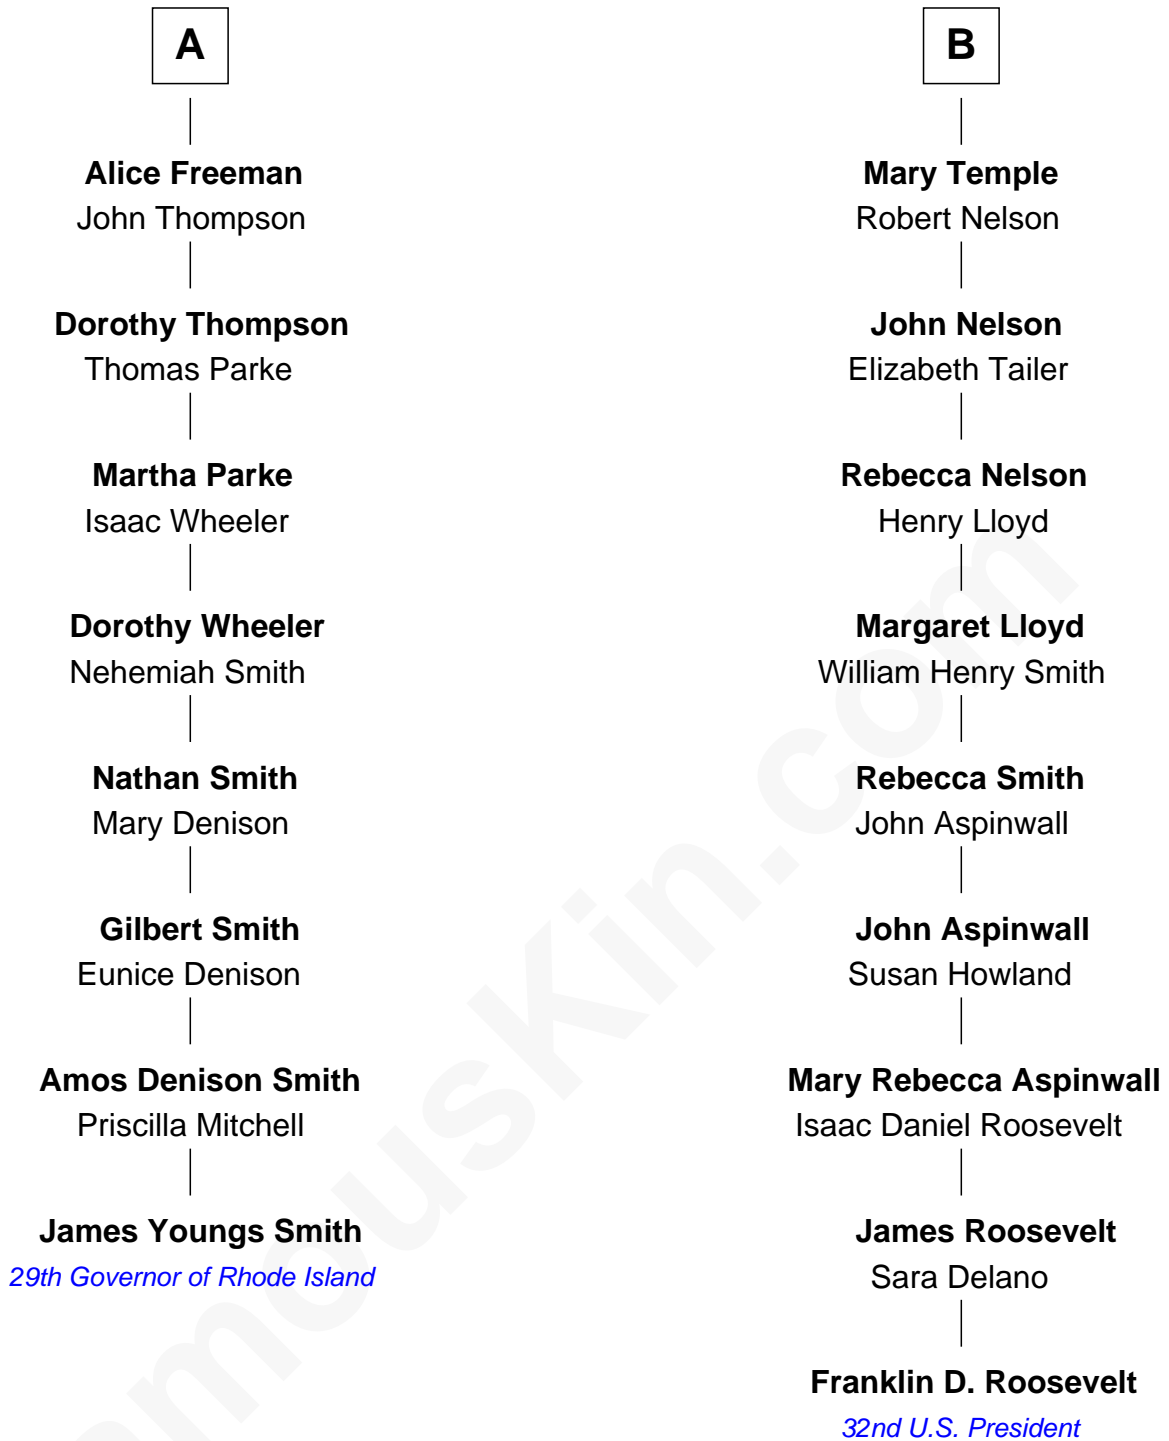 A
Alice Freeman
John Thompson
Dorothy Thompson
Thomas Parke
Martha Parke
Isaac Wheeler
Dorothy Wheeler
Nehemiah Smith
Nathan Smith
Mary Denison
Gilbert Smith
Eunice Denison
Amos Denison Smith
Priscilla Mitchell
James Youngs Smith
29th Governor of Rhode Island
B
Mary Temple
Robert Nelson
John Nelson
Elizabeth Tailer
Rebecca Nelson
Henry Lloyd
Margaret Lloyd
William Henry Smith
Rebecca Smith
John Aspinwall
John Aspinwall
Susan Howland
Mary Rebecca Aspinwall
Isaac Daniel Roosevelt
James Roosevelt
Sara Delano
Franklin D. Roosevelt
32nd U.S. President
amouskin.com